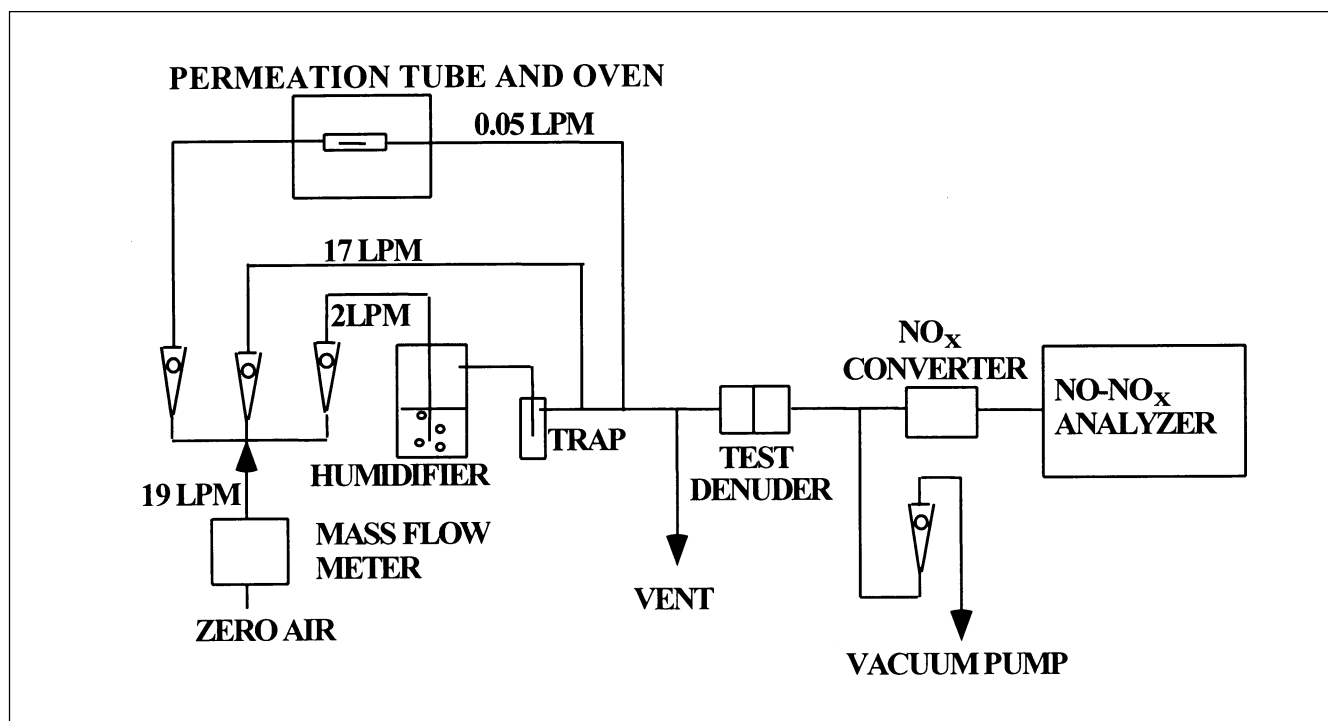 PERMEATION TUBE AND OVEN
0.05 LPM
17 LPM
2LPM
HUMIDIFIER
TRAP
19 LPM
MASS FLOW
METER
ZERO AIR
VENT
TEST
DENUDER
NOX
CONVERTER
NO-NOX
ANALYZER
VACUUM PUMP